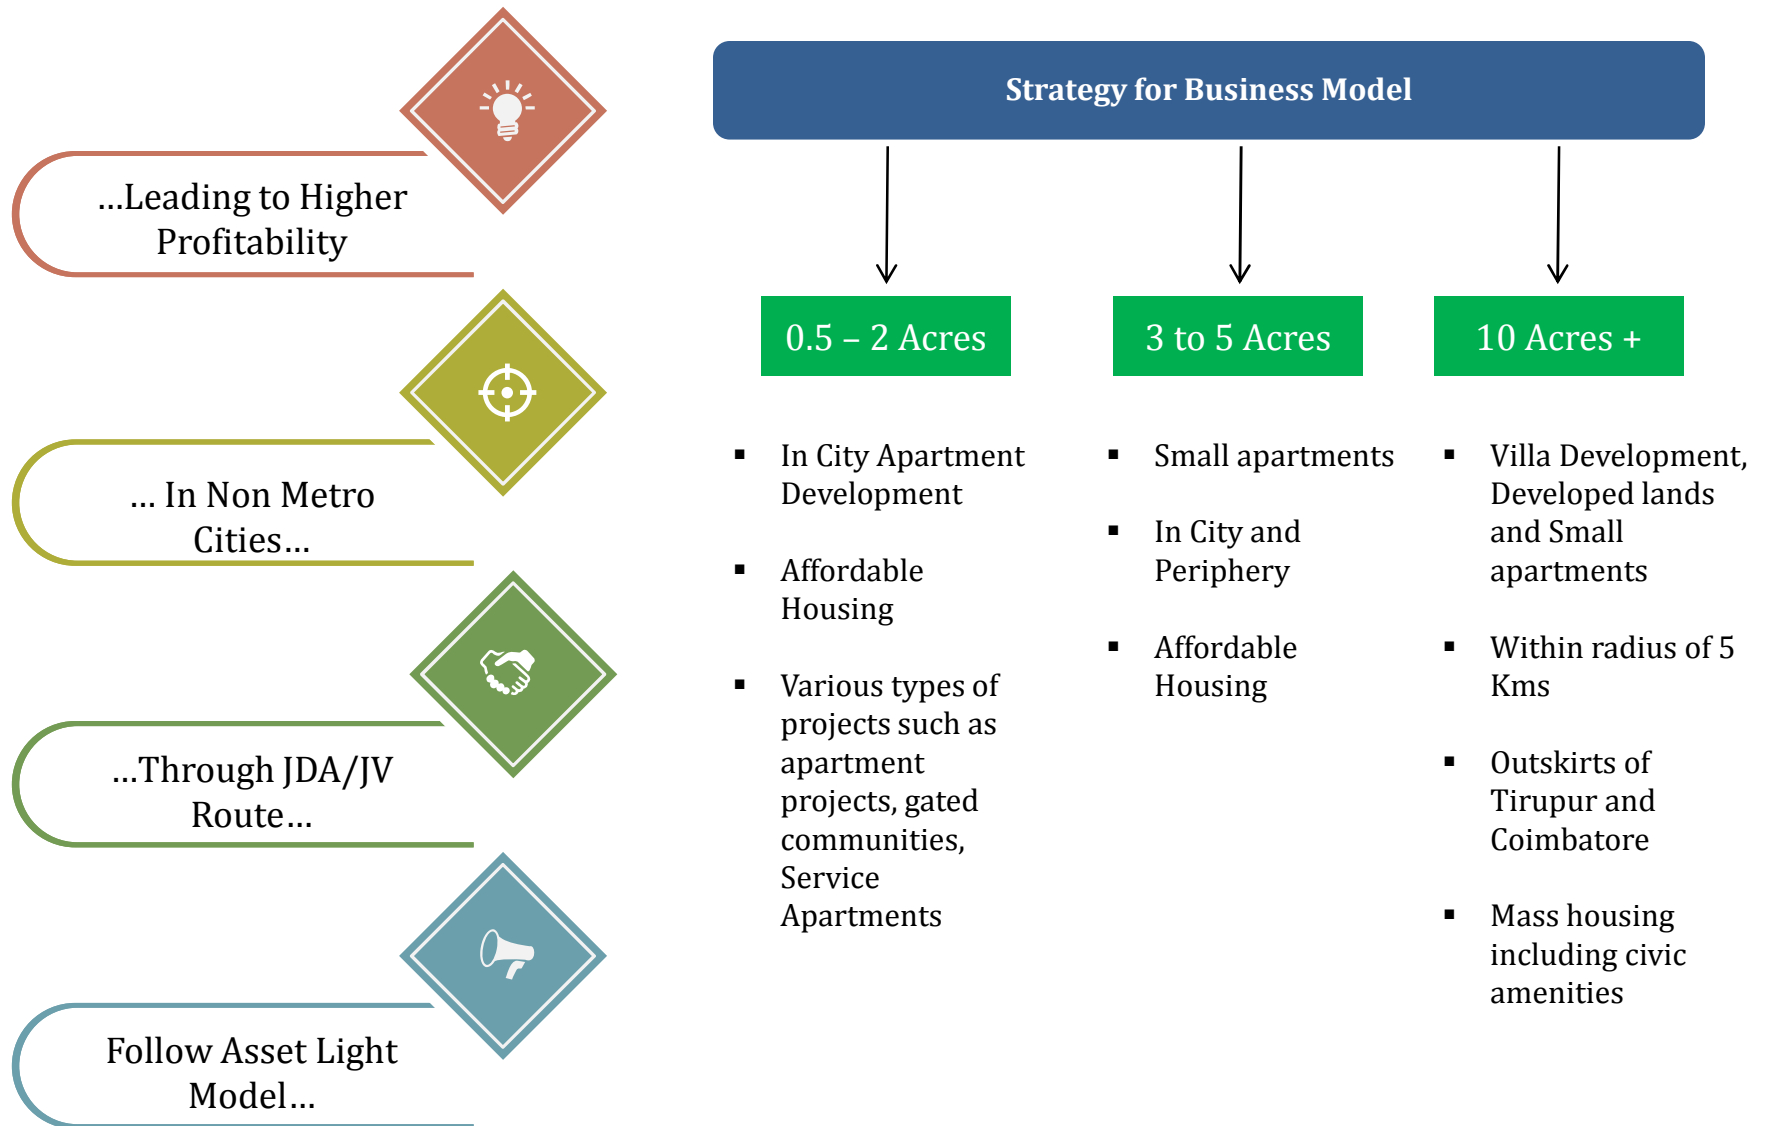 …Leading to Higher
Profitability
… In Non Metro
Cities…
…Through JDA/JV
Route…
Follow Asset Light
Model…
Strategy for Business Model
0.5 – 2 Acres
▪ In City Apartment
Development
▪ Affordable
Housing
▪ Various types of
projects such as
apartment
projects, gated
communities,
Service
Apartments
3 to 5 Acres
▪ Small apartments
▪ In City and
Periphery
▪ Affordable
Housing
10 Acres +
▪ Villa Development,
Developed lands
and Small
apartments
▪ Within radius of 5
Kms
▪ Outskirts of
Tirupur and
Coimbatore
▪ Mass housing
including civic
amenities